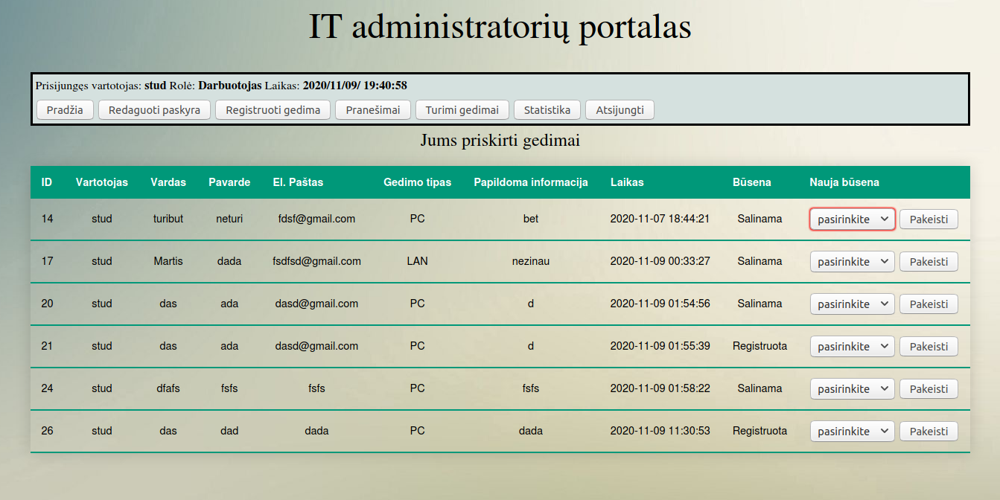 IT administratorių portalas
Prisijungęs vartotojas: stud Rolė: Darbuotojas Laikas: 2020/11/09/ 19:40:58
Pradžia Redaguoti paskyra Registruoti gedima Pranešimai Turimi gedimai Statistika Atsijungti
Jums priskirti gedimai
ID Vartotojas Vardas Pavarde El. Paštas Gedimo tipas Papildoma informacija Laikas Būsena Nauja būsena
14 stud turibut neturi fdsf@gmail.com PC bet 2020-11-07 18:44:21 Salinama pasirinkite Pakeisti
17 stud Martis dada fsdfsd@gmail.com LAN nezinau 2020-11-09 00:33:27 Salinama pasirinkite Pakeisti
20 stud das ada dasd@gmail.com PC d 2020-11-09 01:54:56 Salinama pasirinkite Pakeisti
21 stud das ada dasd@gmail.com PC d 2020-11-09 01:55:39 Registruota pasirinkite Pakeisti
24 stud dfafs fsfs fsfs PC fsfs 2020-11-09 01:58:22 Salinama pasirinkite Pakeisti
26 stud das dad dada PC dada 2020-11-09 11:30:53 Registruota pasirinkite Pakeisti